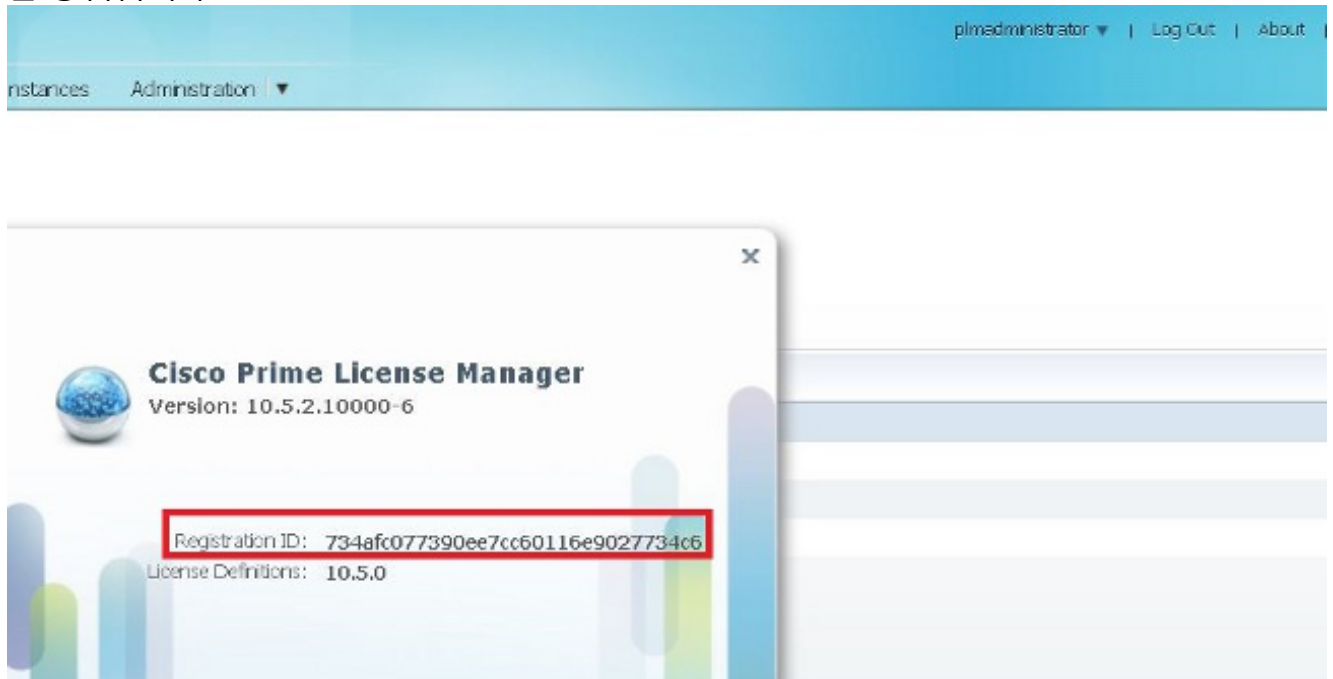 plmadministrator ▼ | Log Out | About |
nstances Administration ▼
x
Cisco Prime License Manager
Version: 10.5.2.10000-6
Registration ID: 734afc077390ee7cc60116e9027734c6
License Definitions: 10.5.0